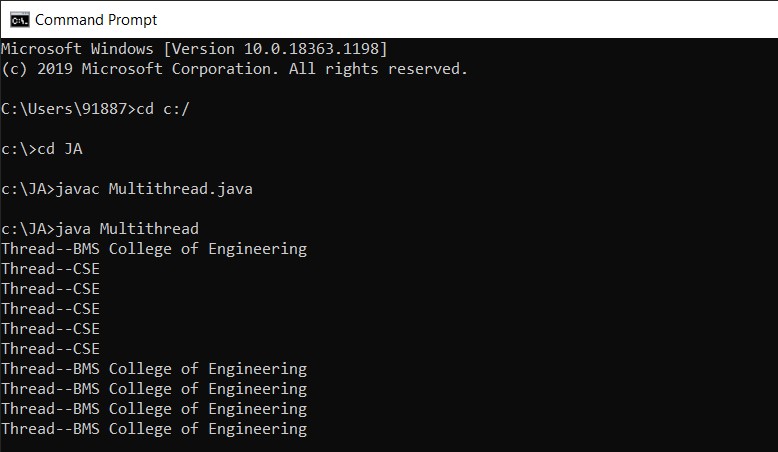 Command Prompt
Microsoft Windows [Version 10.0.18363.1198]
(c) 2019 Microsoft Corporation. All rights reserved.
C:\Users\91887>cd c:/
c:\>cd JA
c:\JA>javac Multithread.java
c:\JA>java Multithread
Thread--BMS College of Engineering
Thread--CSE
Thread--CSE
Thread--CSE
Thread--CSE
Thread--CSE
Thread--BMS College of Engineering
Thread--BMS College of Engineering
Thread--BMS College of Engineering
Thread--BMS College of Engineering